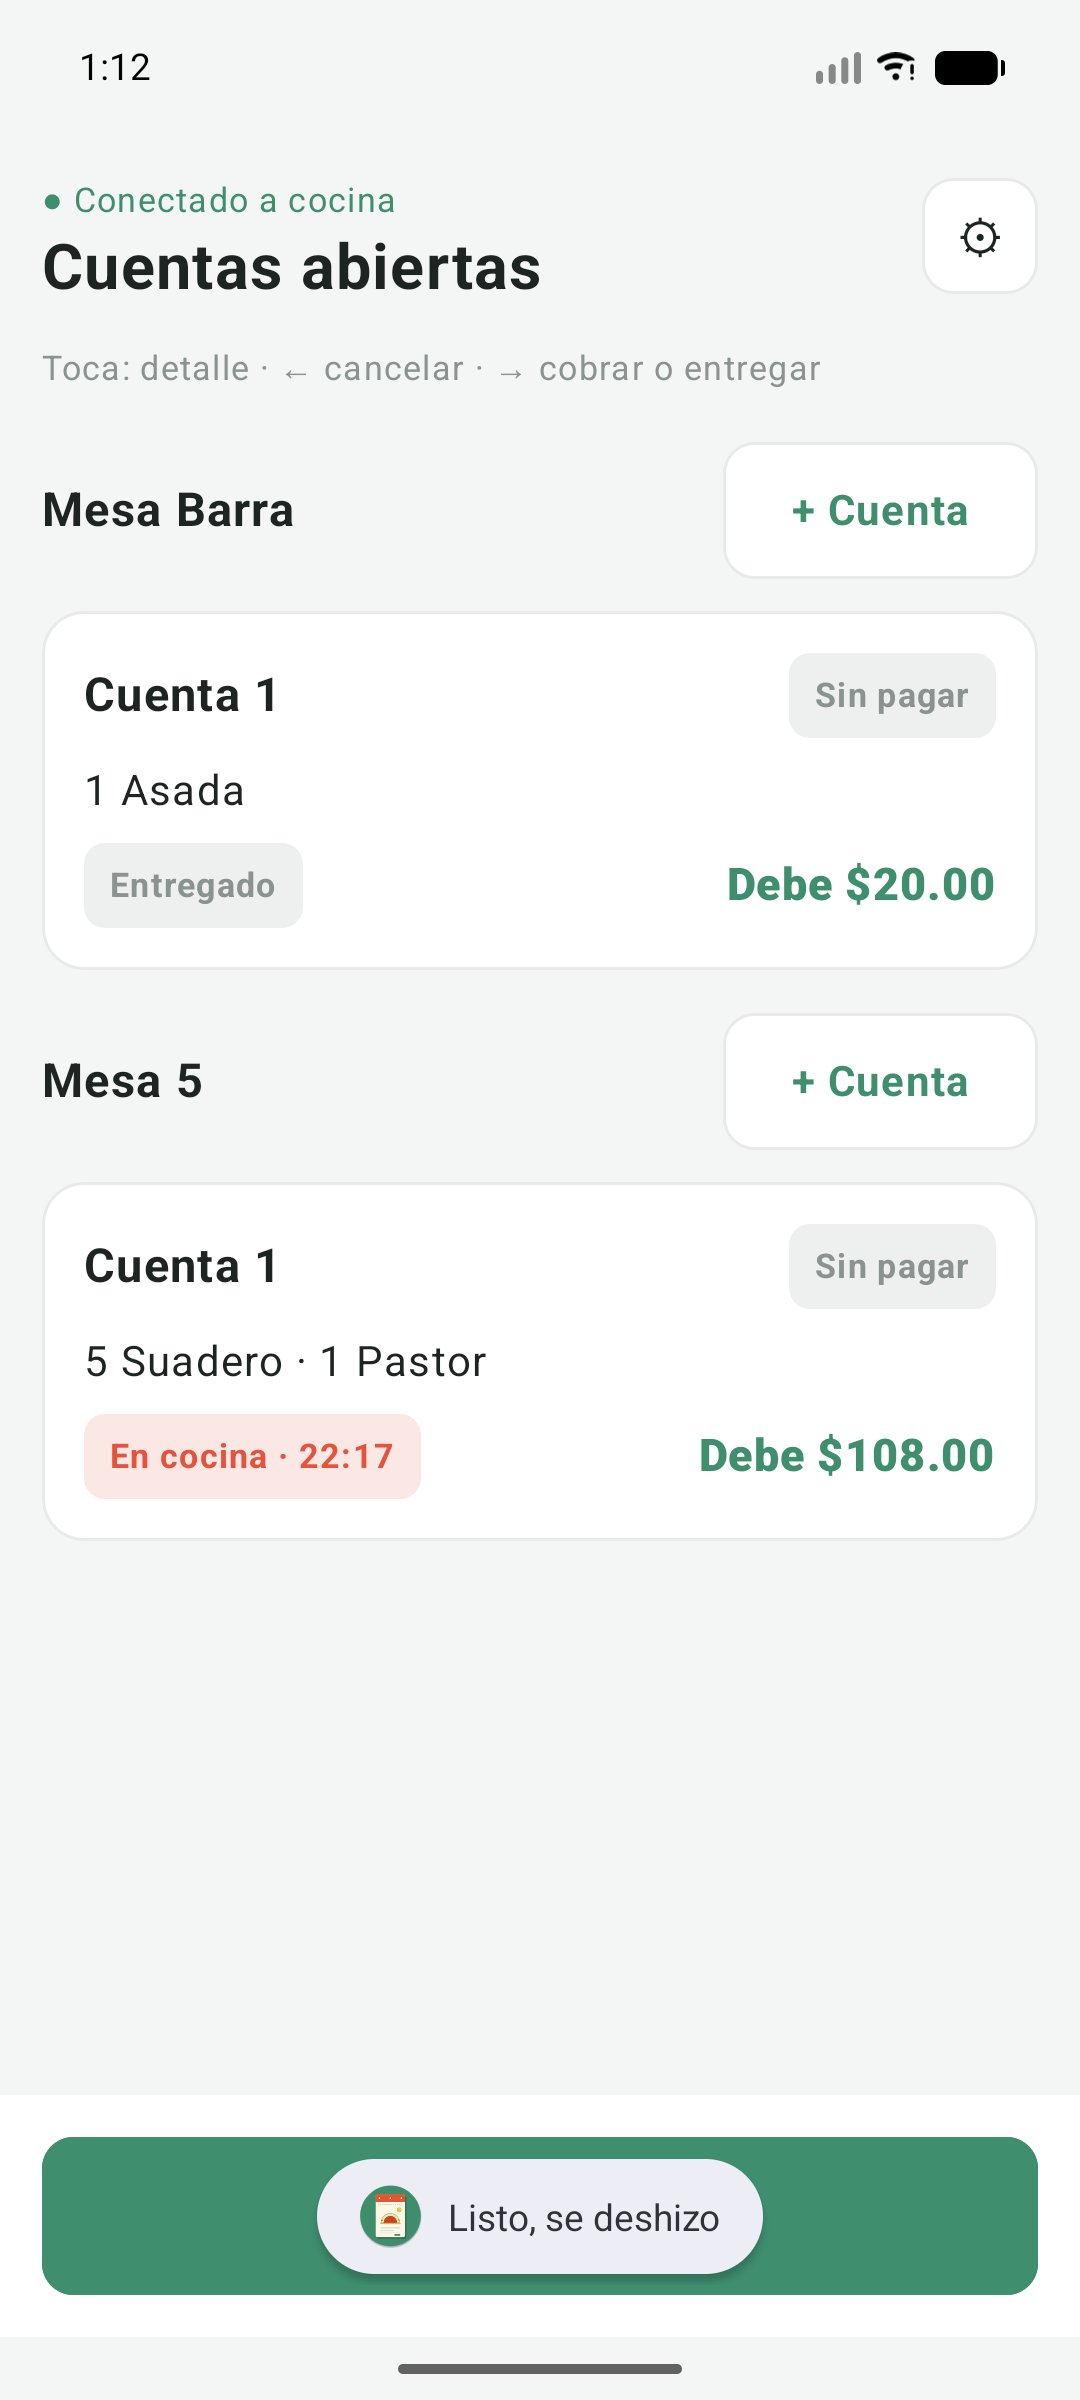 1:12
• Conectado a cocina
Cuentas abiertas
Toca: detalle · ← cancelar · → cobrar o entregar
Mesa Barra
+ Cuenta
Cuenta 1
Sin pagar
1 Asada
Entregado
Debe $20.00
Mesa 5
+ Cuenta
Cuenta 1
Sin pagar
5 Suadero · 1 Pastor
En cocina · 22:17
Debe $108.00
Listo, se deshizo